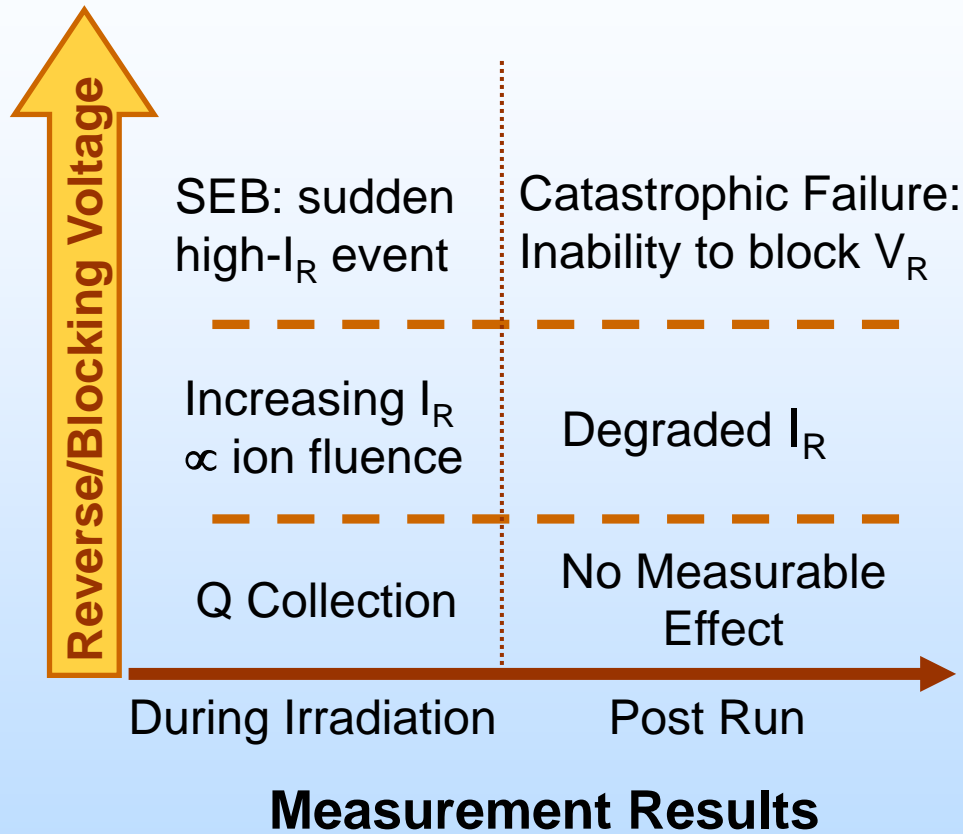 Reverse/Blocking Voltage
SEB: sudden
high-I_R event
Catastrophic Failure:
Inability to block V_R
Increasing I_R
∝ ion fluence
Degraded I_R
Q Collection
No Measurable
Effect
During Irradiation
Post Run
Measurement Results